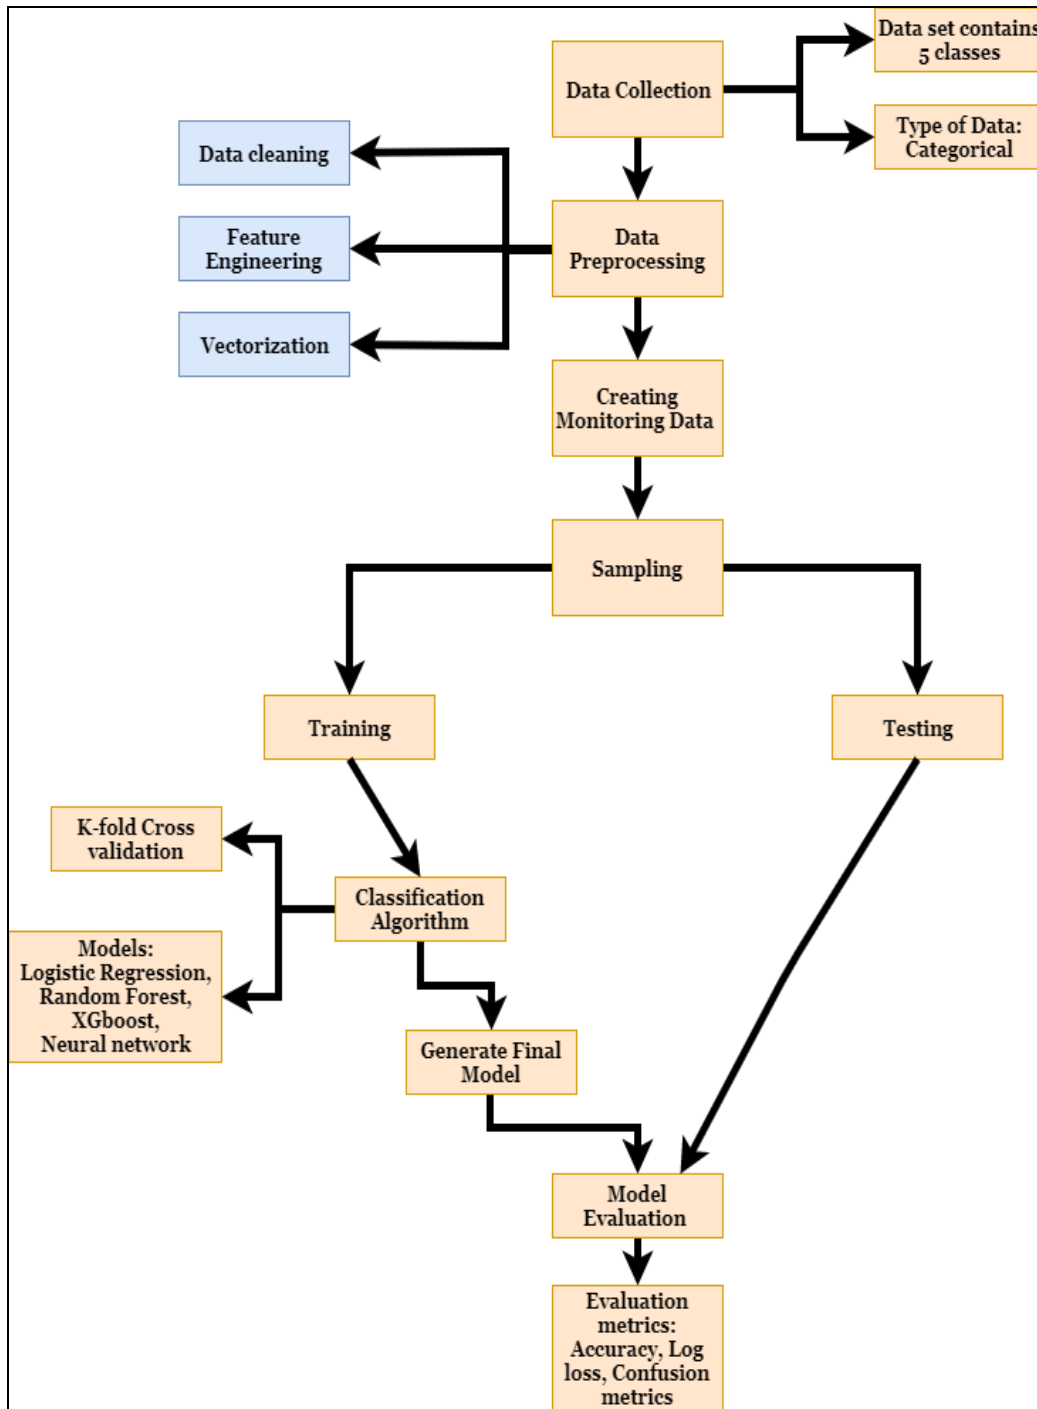 Data set contains
5 classes
Data Collection
Type of Data:
Categorical
Data cleaning
Feature
Engineering
Data
Preprocessing
Vectorization
Creating
Monitoring Data
Sampling
Training
Testing
K-fold Cross
validation
Classification
Algorithm
Models:
Logistic Regression,
Random Forest,
XGboost,
Neural network
Generate Final
Model
Model
Evaluation
Evaluation
metrics:
Accuracy, Log
loss, Confusion
metrics